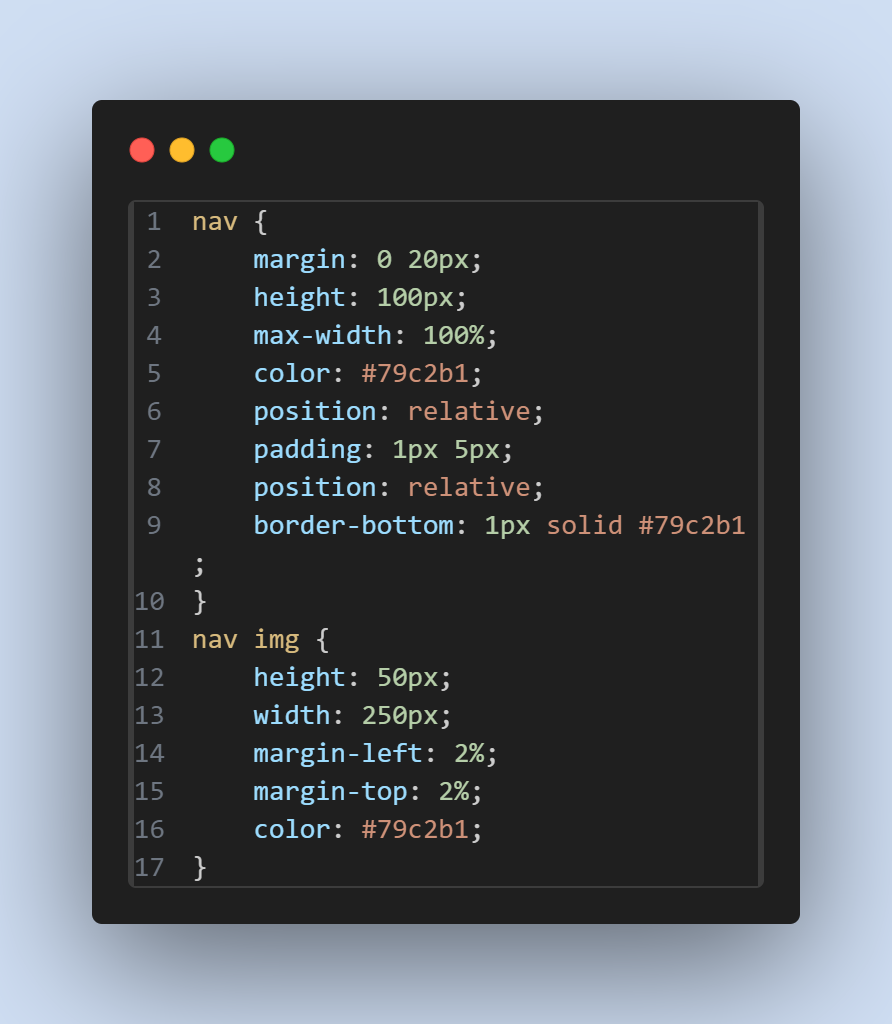 1 nav {
2     margin: 0 20px;
3     height: 100px;
4     max-width: 100%;
5     color: #79c2b1;
6     position: relative;
7     padding: 1px 5px;
8     position: relative;
9     border-bottom: 1px solid #79c2b1
;
10 }
11 nav img {
12     height: 50px;
13     width: 250px;
14     margin-left: 2%;
15     margin-top: 2%;
16     color: #79c2b1;
17 }